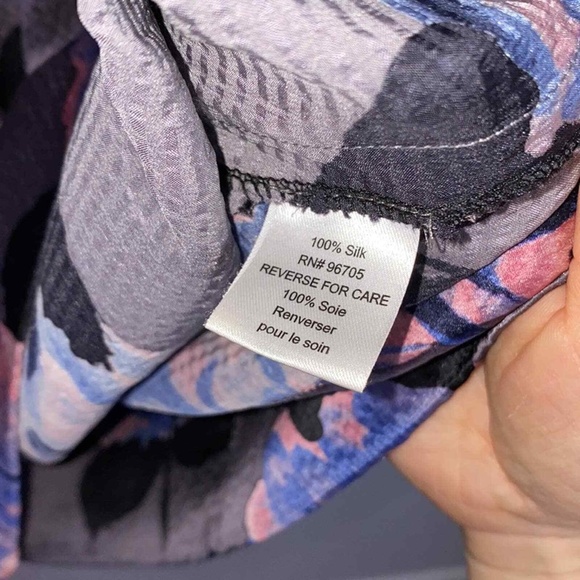 100% Silk
RN# 96705
REVERSE FOR CARE
100% Soie
Renverser
pour le soin